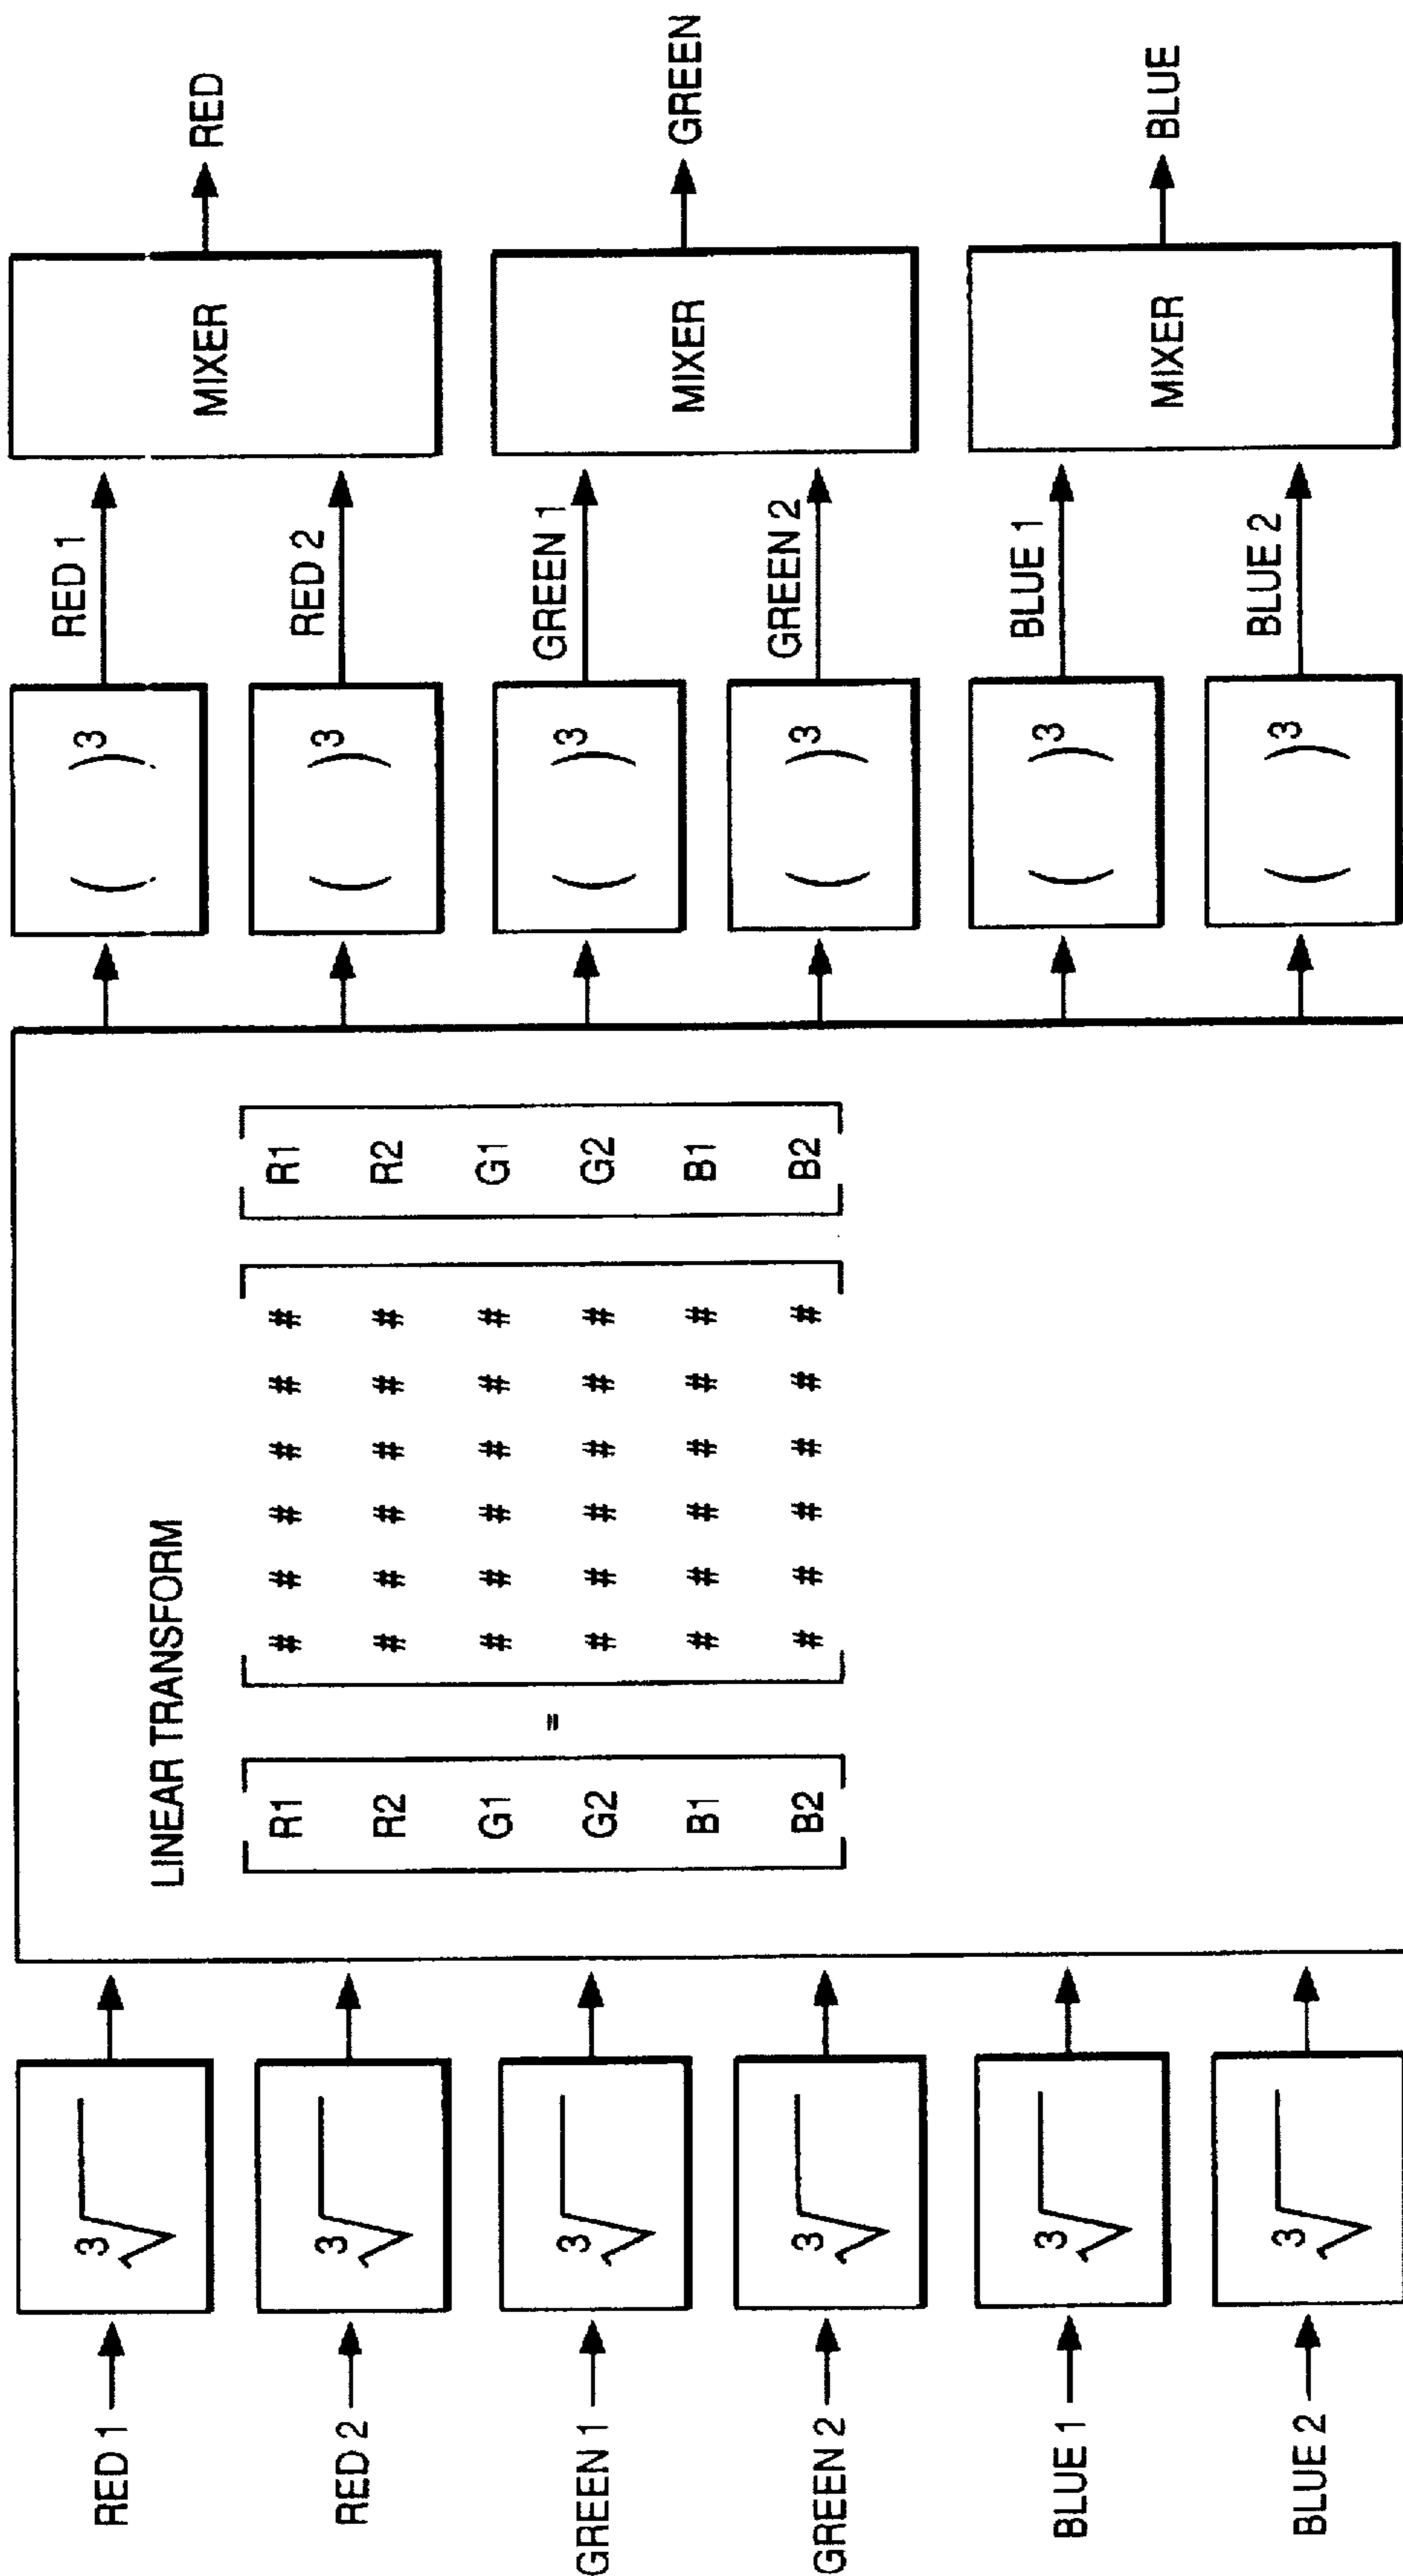 RED 1
RED 2
GREEN 1
GREEN 2
BLUE 1
BLUE 2
3
3
3
3
3
3
LINEAR TRANSFORM
R1 # # # # # # R1
R2 # # # # # # R2
G1 # # # # # # G1
=
G2 # # # # # # G2
B1 # # # # # # B1
B2 # # # # # # B2
( ) 3
( ) 3
( ) 3
( ) 3
( ) 3
( ) 3
RED 1
RED 2
GREEN 1
GREEN 2
BLUE 1
BLUE 2
MIXER
MIXER
MIXER
RED
GREEN
BLUE